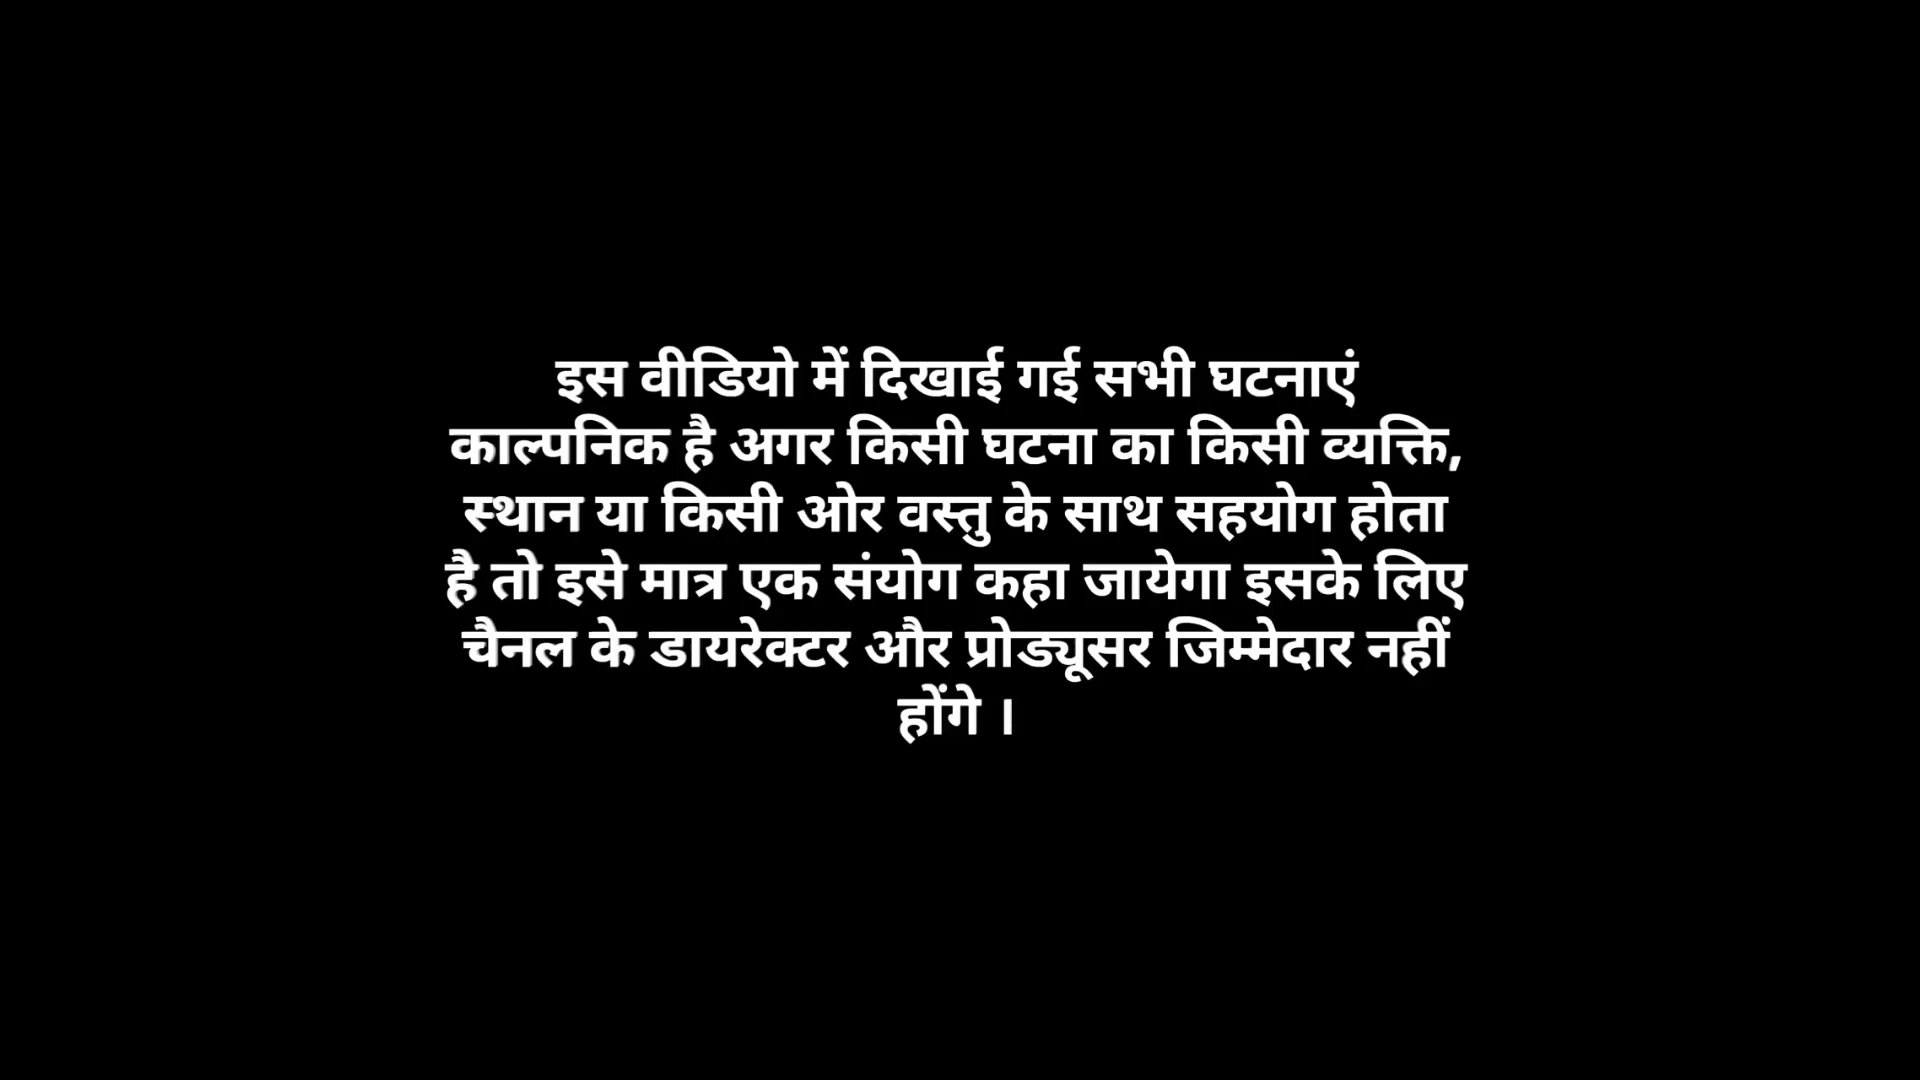 इस वीडियो में दिखाई गई सभी घटनाएं
काल्पनिक है अगर किसी घटना का किसी व्यक्ति,
स्थान या किसी ओर वस्तु के साथ सहयोग होता
है तो इसे मात्र एक संयोग कहा जायेगा इसके लिए
चैनल के डायरेक्टर और प्रोड्यूसर जिम्मेदार नहीं
होंगे ।